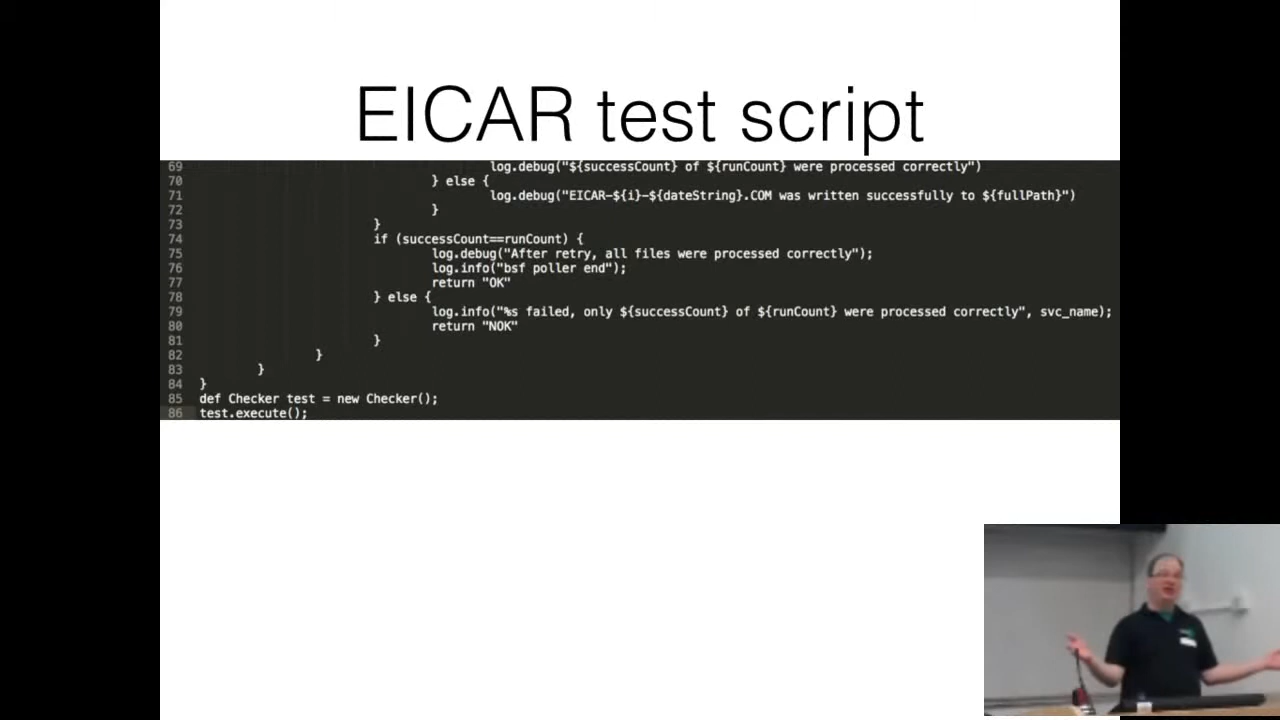 EICAR test script
69 log.debug("${successCount} of ${runCount} were processed correctly")
70 } else {
71 log.debug("EICAR-${i}-${dateString}.COM was written successfully to ${fullPath}")
72 }
73 }
74 if (successCount==runCount) {
75 log.debug("After retry, all files were processed correctly");
76 log.info("bsf poller end");
77 return "OK"
78 } else {
79 log.info("%s failed, only ${successCount} of ${runCount} were processed correctly", svc_name);
80 return "NOK"
81 }
82 }
83 }
84 }
85 def Checker test = new Checker();
86 test.execute();